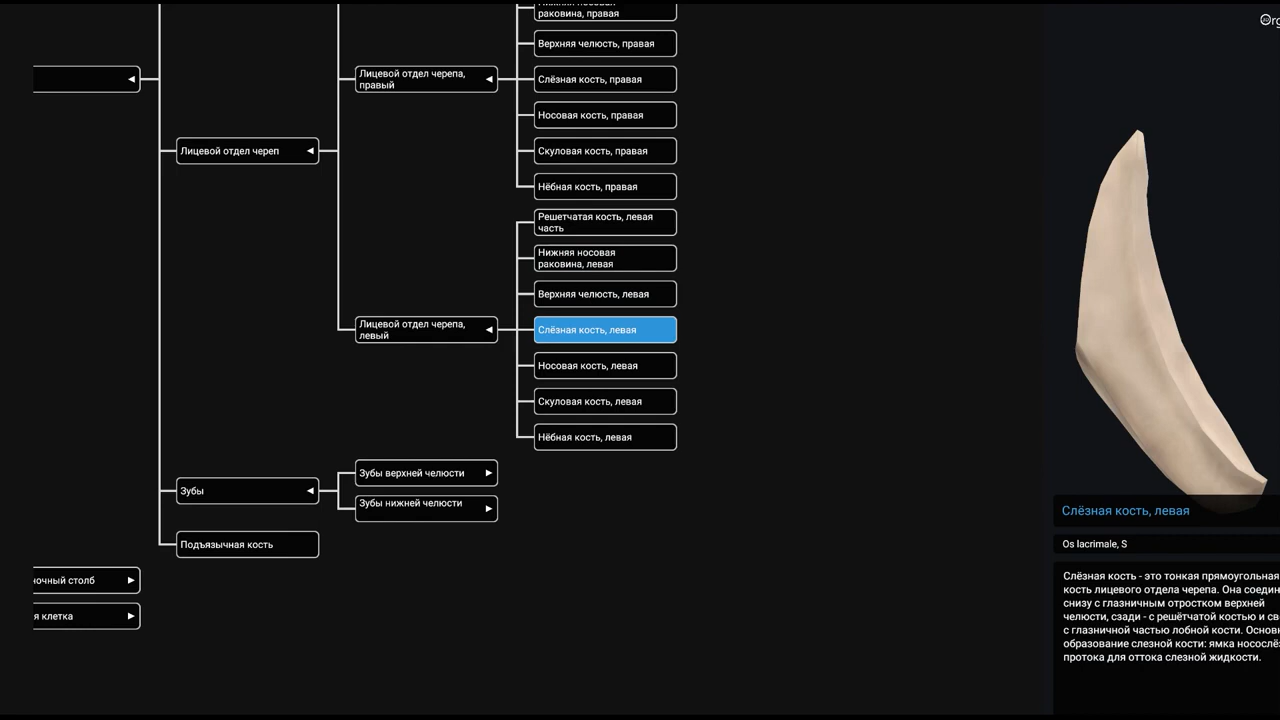 раковина, правая
Верхняя челюсть, правая
Лицевой отдел черепа,
правый
Слёзная кость, правая
Носовая кость, правая
Лицевой отдел череп
Скуловая кость, правая
Нёбная кость, правая
Решетчатая кость, левая
часть
Нижняя носовая
раковина, левая
Верхняя челюсть, левая
Лицевой отдел черепа,
левый
Слёзная кость, левая
Носовая кость, левая
Скуловая кость, левая
Нёбная кость, левая
Зубы верхней челюсти
Зубы
Зубы нижней челюсти
Подъязычная кость
ночный столб
я клетка
Слёзная кость, левая
Os lacrimale, S
Слёзная кость - это тонкая прямоугольная
кость лицевого отдела черепа. Она соедин
снизу с глазничным отростком верхней
челюсти, сзади - с решётчатой костью и св
с глазничной частью лобной кости. Основн
образование слезной кости: ямка носослёз
протока для оттока слезной жидкости.